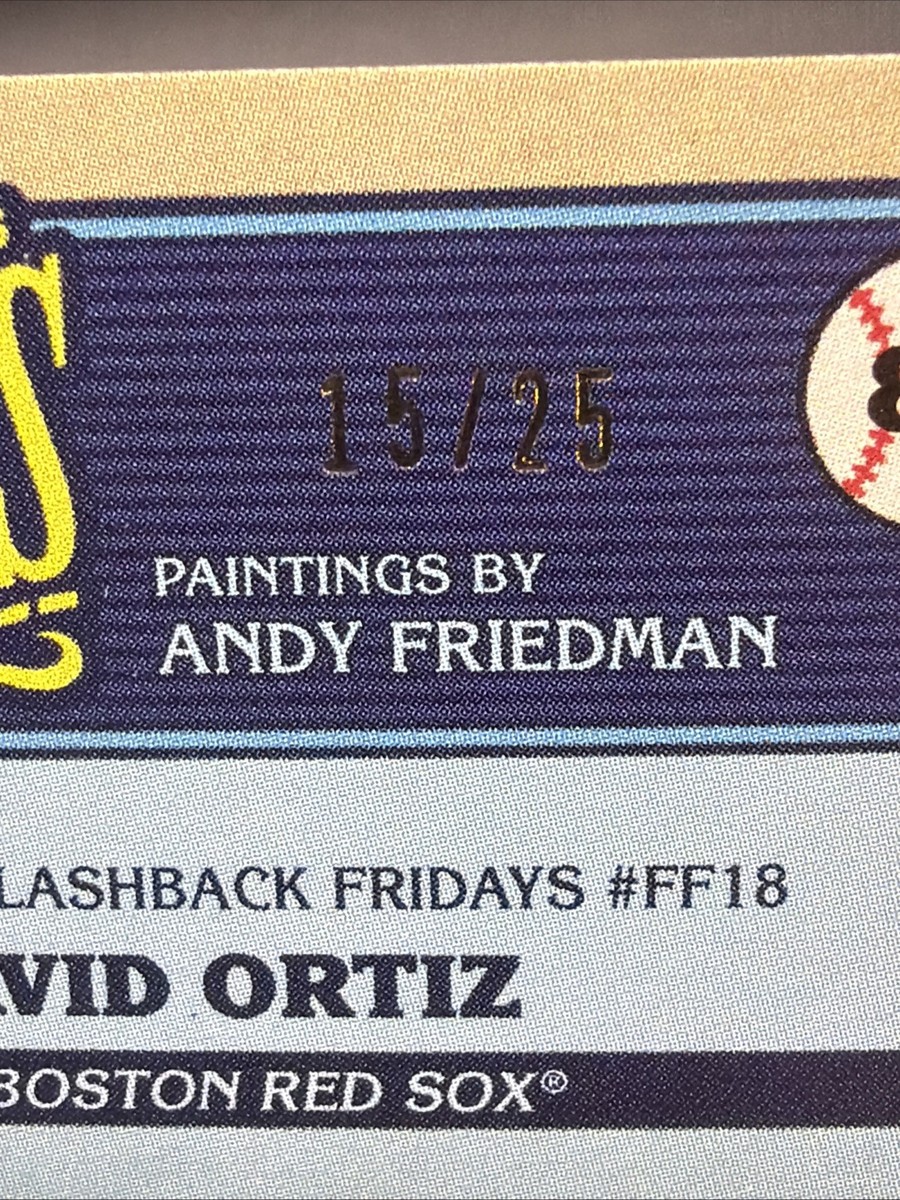 15/25
PAINTINGS BY
ANDY FRIEDMAN
LASHBACK FRIDAYS #FF18
VID ORTIZ
BOSTON RED SOX®